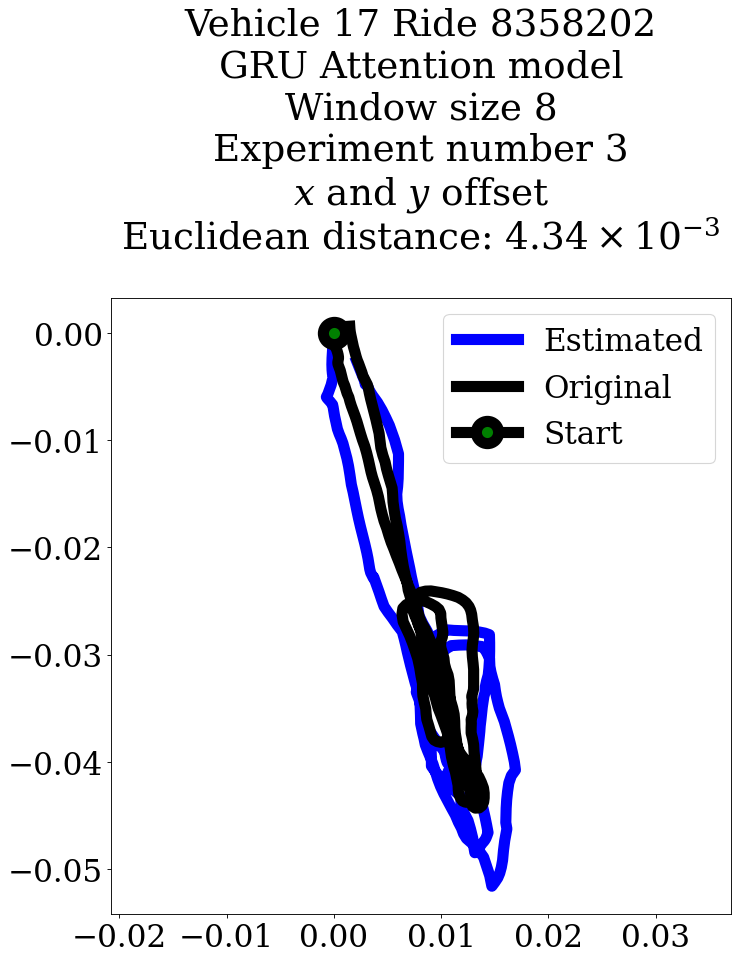 Vehicle 17 Ride 8358202
GRU Attention model
Window size 8
Experiment number 3
x and y offset
Euclidean distance: 4.34 × 10⁻³
Estimated
Original
Start
0.00
−0.01
−0.02
−0.03
−0.04
−0.05
−0.02 −0.01 0.00 0.01 0.02 0.03